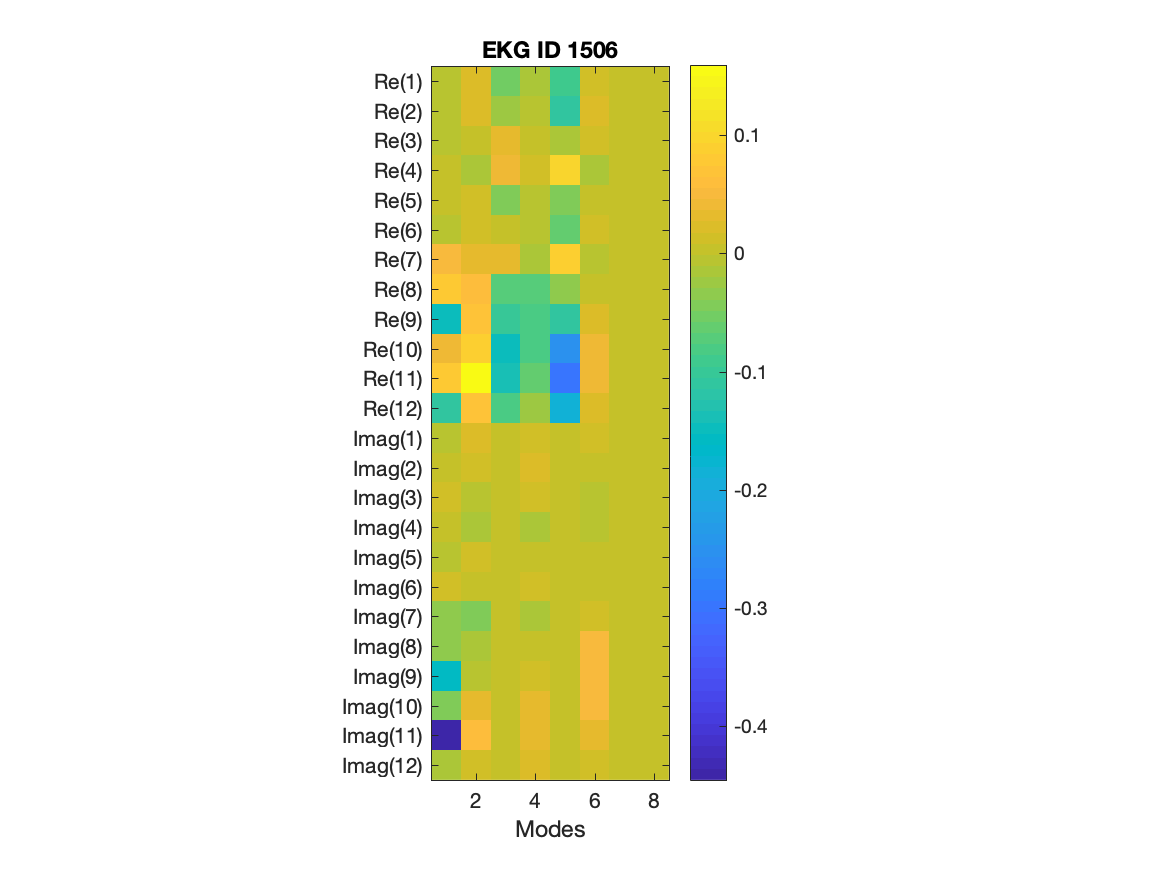 EKG ID 1506
Re(1)
Re(2)
Re(3)
Re(4)
Re(5)
Re(6)
Re(7)
Re(8)
Re(9)
Re(10)
Re(11)
Re(12)
Imag(1)
Imag(2)
Imag(3)
Imag(4)
Imag(5)
Imag(6)
Imag(7)
Imag(8)
Imag(9)
Imag(10)
Imag(11)
Imag(12)
2 4 6 8
Modes
0.1
0
-0.1
-0.2
-0.3
-0.4